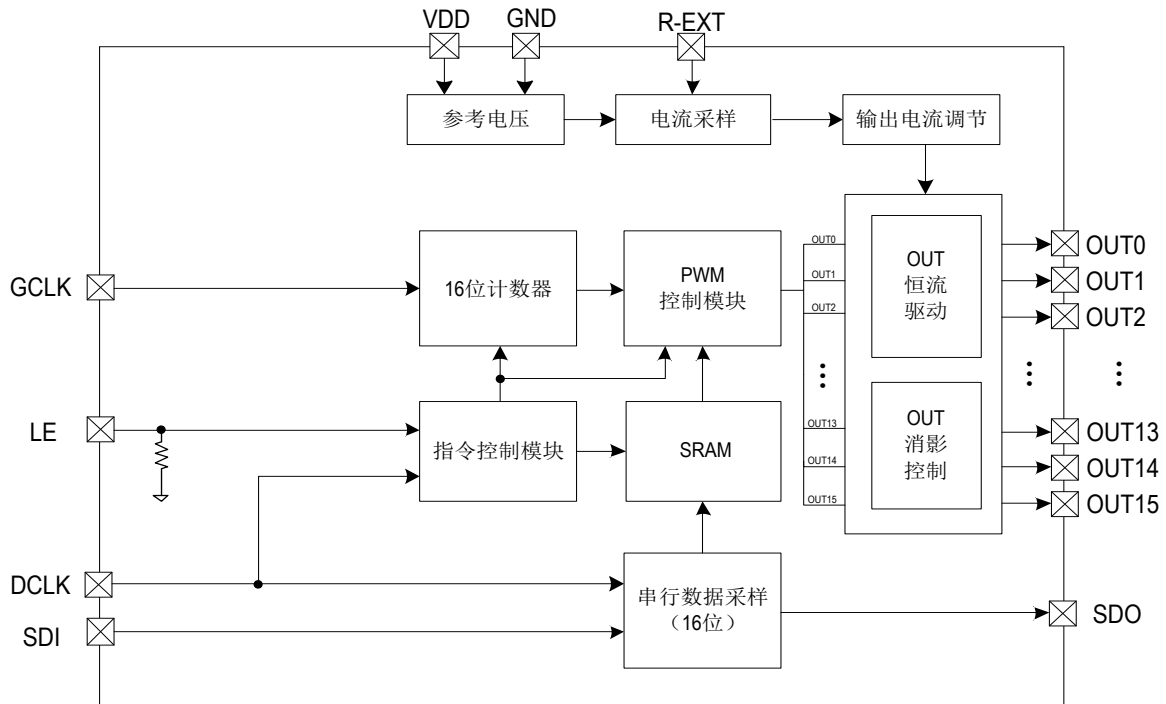 VDD
GND
R-EXT
参考电压
电流采样
输出电流调节
GCLK
16位计数器
PWM
控制模块
OUT0
OUT1
OUT2
OUT13
OUT14
OUT15
OUT
恒流
驱动
OUT
消影
控制
OUT0
OUT1
OUT2
OUT13
OUT14
OUT15
LE
指令控制模块
SRAM
DCLK
SDI
串行数据采样
（16位）
SDO